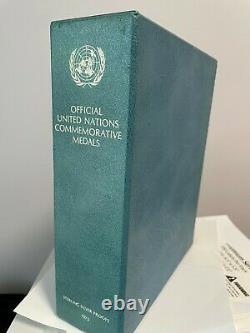 OFFICIAL
UNITED NATIONS
COMMEMORATIVE
MEDALS
STERLING SILVER PROOFS